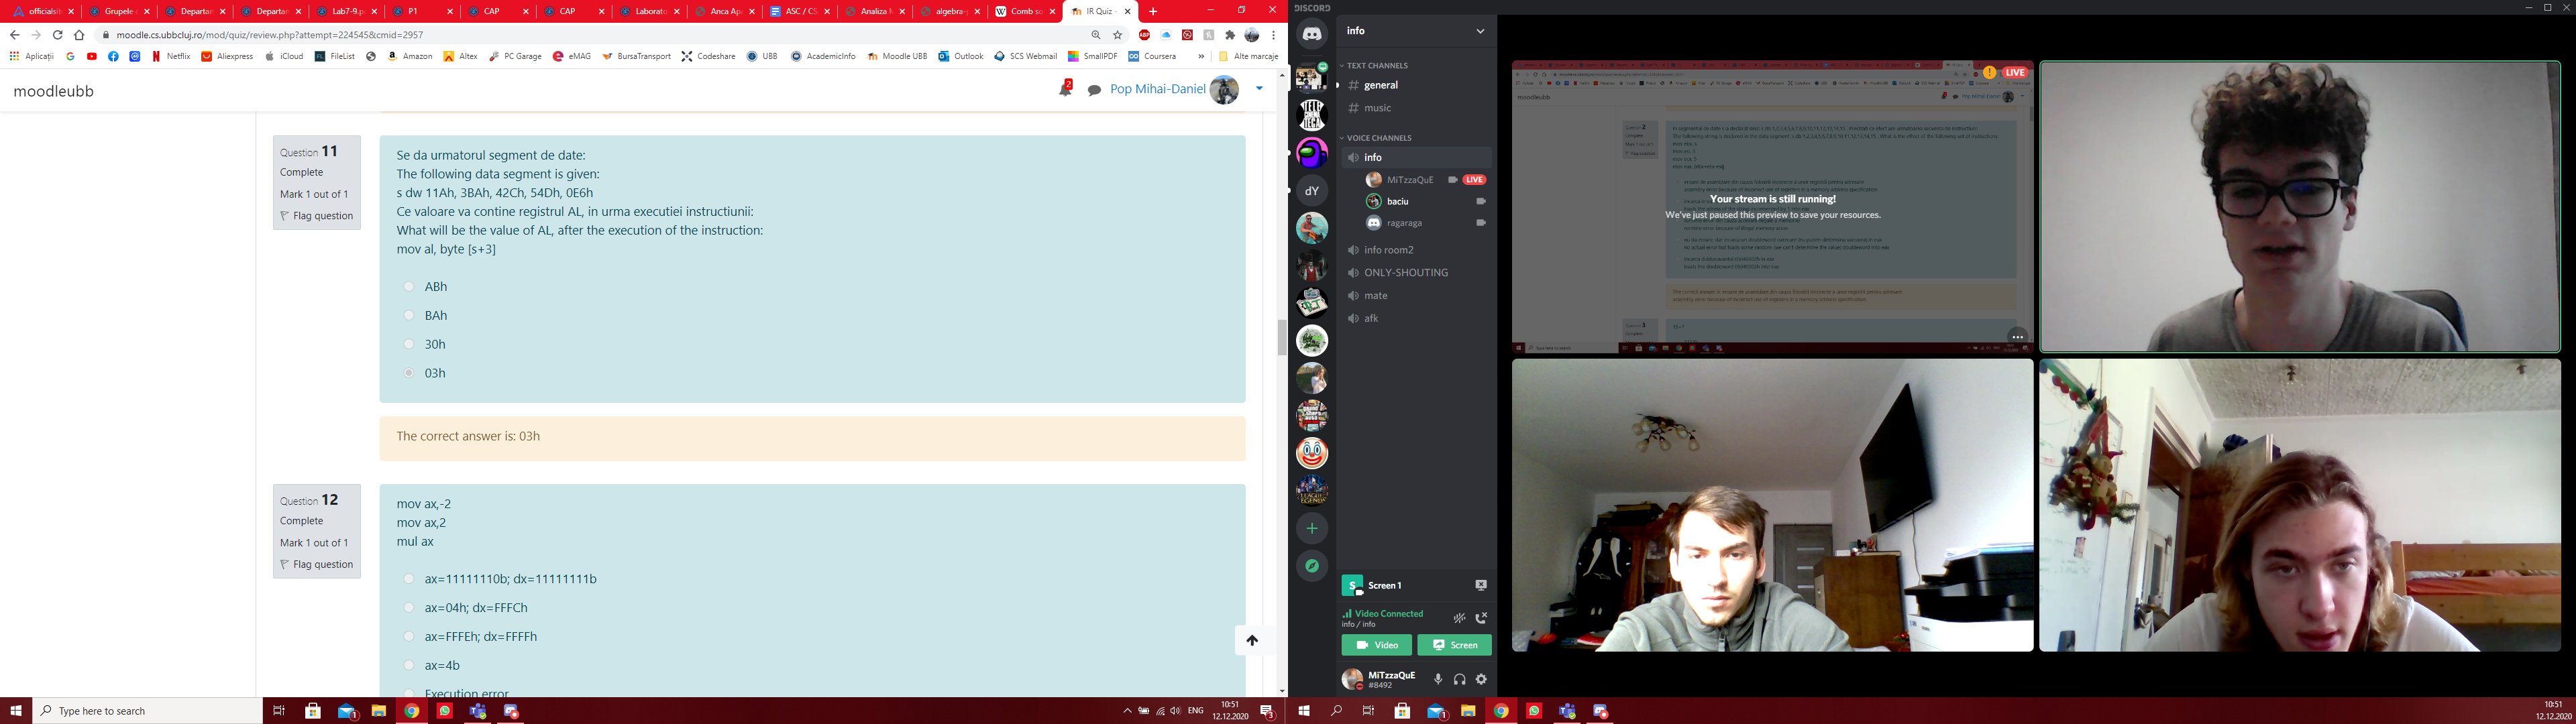 officialsit
Grupele
Departan
Departan
Lab7-9.p
P1
CAP
CAP
Laborato
Anca Ap
ASC / CS
Analiza M
algebra-
Comb so
IR Quiz -
moodle.cs.ubbcluj.ro/mod/quiz/review.php?attempt=224545&cmid=2957
Aplicații
Netflix
Aliexpress
iCloud
FileList
Amazon
Altex
PC Garage
eMAG
BursaTransport
Codeshare
UBB
AcademicInfo
Moodle UBB
Outlook
SCS Webmail
SmallPDF
Coursera
»
Alte marcaje
moodleubb
2
Pop Mihai-Daniel
Question 11
Complete
Mark 1 out of 1
Flag question
Se da urmatorul segment de date:
The following data segment is given:
s dw 11Ah, 3BAh, 42Ch, 54Dh, 0E6h
Ce valoare va contine registrul AL, in urma executiei instructiunii:
What will be the value of AL, after the execution of the instruction:
mov al, byte [s+3]
ABh
BAh
30h
03h
The correct answer is: 03h
Question 12
Complete
Mark 1 out of 1
Flag question
mov ax,-2
mov ax,2
mul ax
ax=11111110b; dx=11111111b
ax=04h; dx=FFFCh
ax=FFFEh; dx=FFFFh
ax=4b
Execution error
Type here to search
ENG
10:51
12.12.2020
3
DISCORD
info
TEXT CHANNELS
# general
# music
VOICE CHANNELS
info
MiTzzaQuE
LIVE
baciu
ragaraga
info room2
ONLY-SHOUTING
mate
afk
dY
Screen 1
Video Connected
info / info
Video
Screen
MiTzzaQuE
#8492
LIVE
Your stream is still running!
We've just paused this preview to save your resources.
10:51
12.12.2020